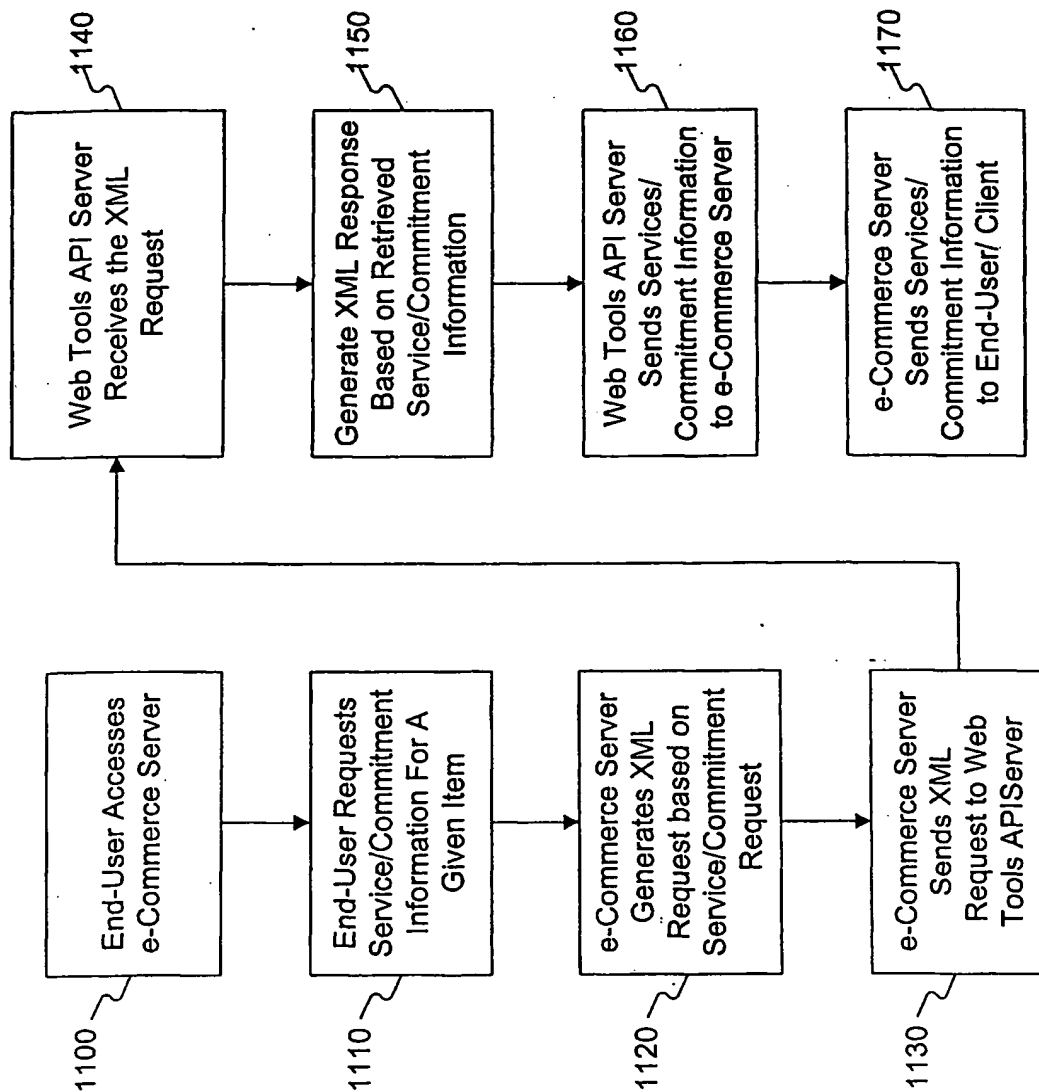 1100
End-User Accesses
e-Commerce Server
1110
End-User Requests
Service/Commitment
Information For A
Given Item
1120
e-Commerce Server
Generates XML
Request based on
Service/Commitment
Request
1130
e-Commerce Server
Sends XML
Request to Web
Tools APIServer
1140
Web Tools API Server
Receives the XML
Request
1150
Generate XML Response
Based on Retrieved
Service/Commitment
Information
1160
Web Tools API Server
Sends Services/
Commitment Information
to e-Commerce Server
1170
e-Commerce Server
Sends Services/
Commitment Information
to End-User/ Client